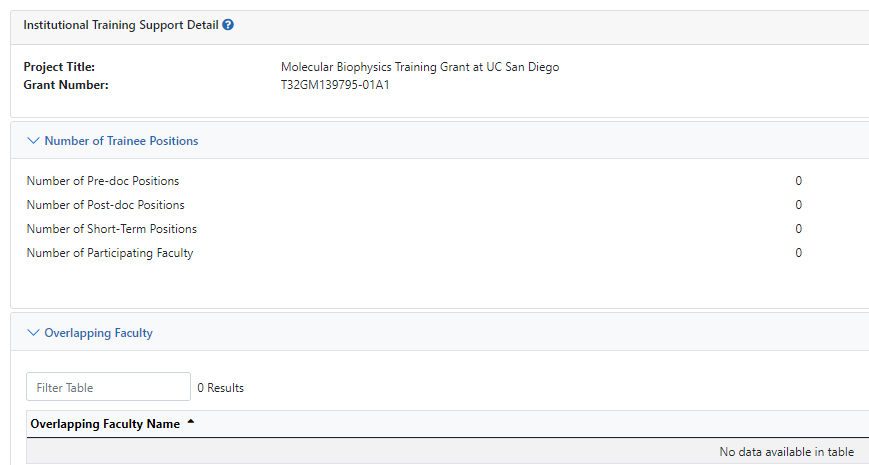 Institutional Training Support Detail ?
Project Title: Molecular Biophysics Training Grant at UC San Diego
Grant Number: T32GM139795-01A1
Number of Trainee Positions
Number of Pre-doc Positions 0
Number of Post-doc Positions 0
Number of Short-Term Positions 0
Number of Participating Faculty 0
Overlapping Faculty
Filter Table 0 Results
Overlapping Faculty Name
No data available in table